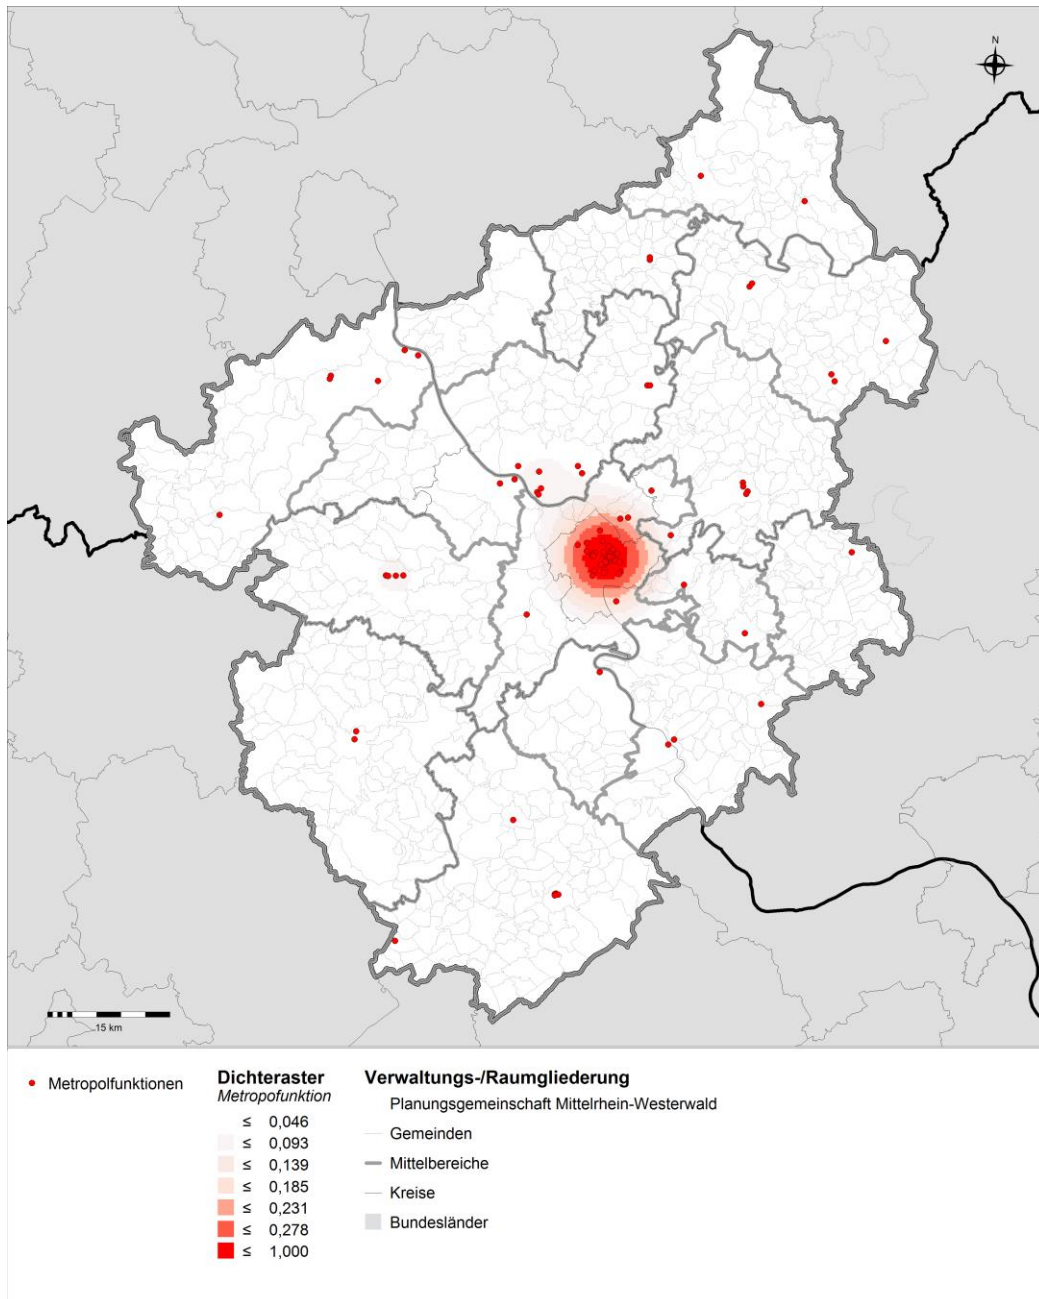 N
15 km
Metropolfunktionen
Dichteraster
Metropofunktion
≤ 0,046
≤ 0,093
≤ 0,139
≤ 0,185
≤ 0,231
≤ 0,278
≤ 1,000
Verwaltungs-/Raumgliederung
Planungsgemeinschaft Mittelrhein-Westerwald
Gemeinden
Mittelbereiche
Kreise
Bundesländer